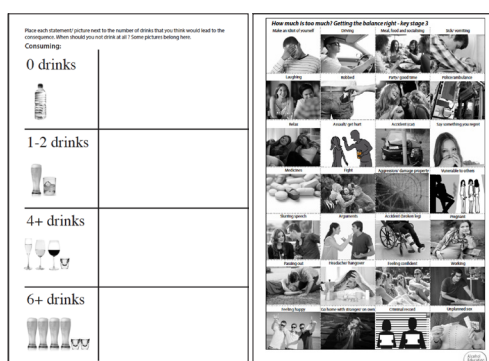 Place each statement/ picture next to the number of drinks that you think would lead to the
consequence. When should you not drink at all ? Some pictures belong here.
Consuming:
0 drinks
1-2 drinks
4+ drinks
6+ drinks
How much is too much? Getting the balance right - key stage 3
Make an idiot of yourself Driving Meal, food and socialising Sick/ vomiting
Laughing Robbed Party/ good time Police/ambulance
Relax Assault/ get hurt Accident (car) Say something you regret
Medicines Fight Aggressive/ damage property Vulnerable to others
Slurring speech Arguments Accident (broken leg) Pregnant
Passing out Headache/ hangover Feeling confident Working
Feeling happy Go home with stranger/ on own Criminal record Unplanned sex